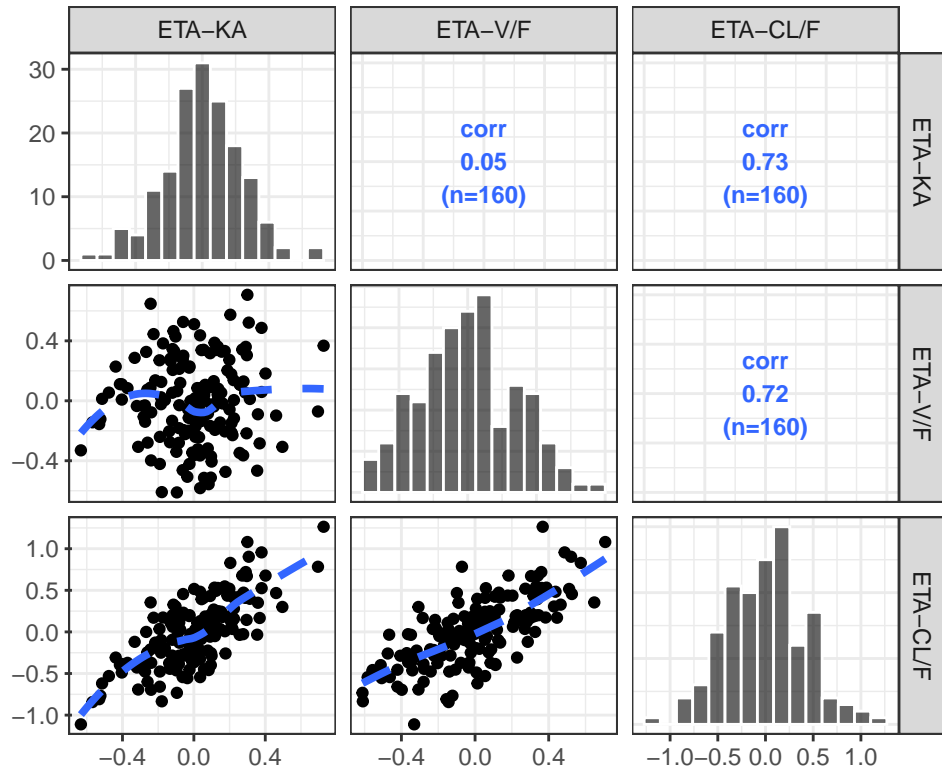 ETA−KA
ETA−V/F
ETA−CL/F
30
20
10
0
corr
0.05
(n=160)
corr
0.73
(n=160)
ETA−KA
0.4
0.0
−0.4
corr
0.72
(n=160)
ETA−V/F
1.0
0.5
0.0
−0.5
−1.0
ETA−CL/F
−0.4 0.0 0.4
−0.4 0.0 0.4
−1.0−0.5 0.0 0.5 1.0